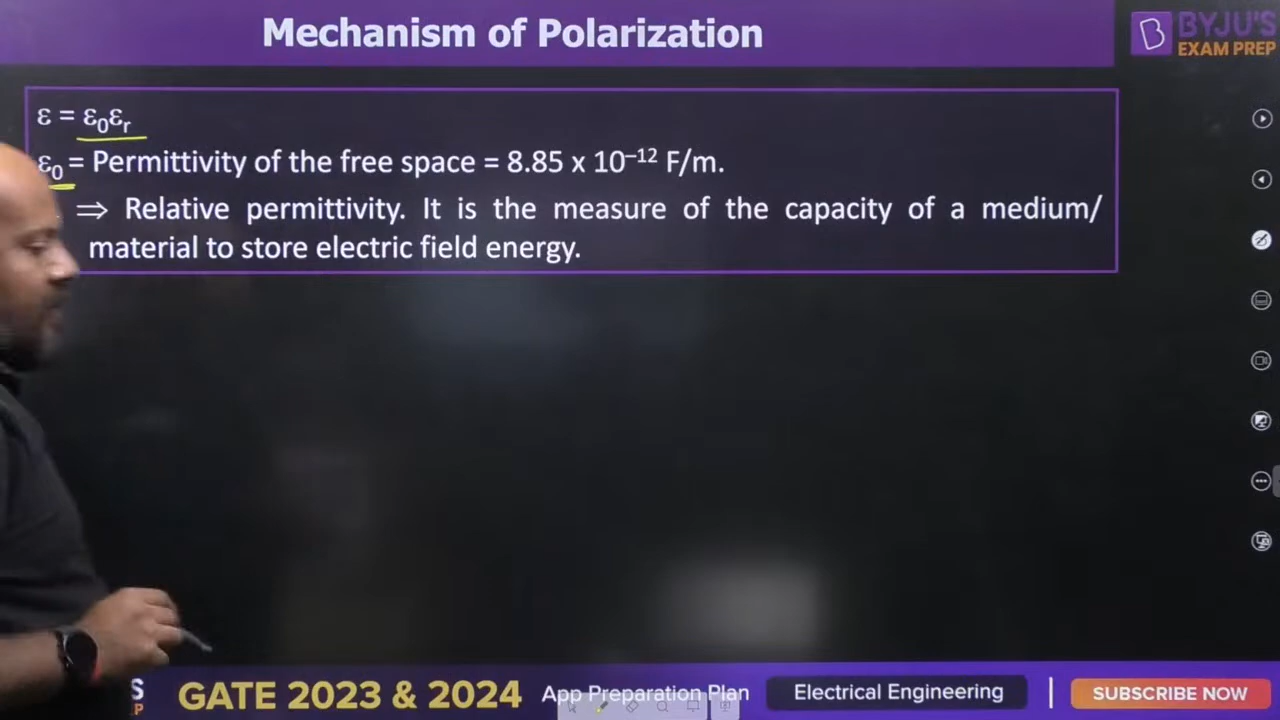 Mechanism of Polarization
BYJU'S
EXAM PREP
ε = ε₀εᵣ
ε₀ = Permittivity of the free space = 8.85 x 10⁻¹² F/m.
⇒ Relative permittivity. It is the measure of the capacity of a medium/
material to store electric field energy.
S
P
GATE 2023 & 2024 App Preparation Plan Electrical Engineering | SUBSCRIBE NOW